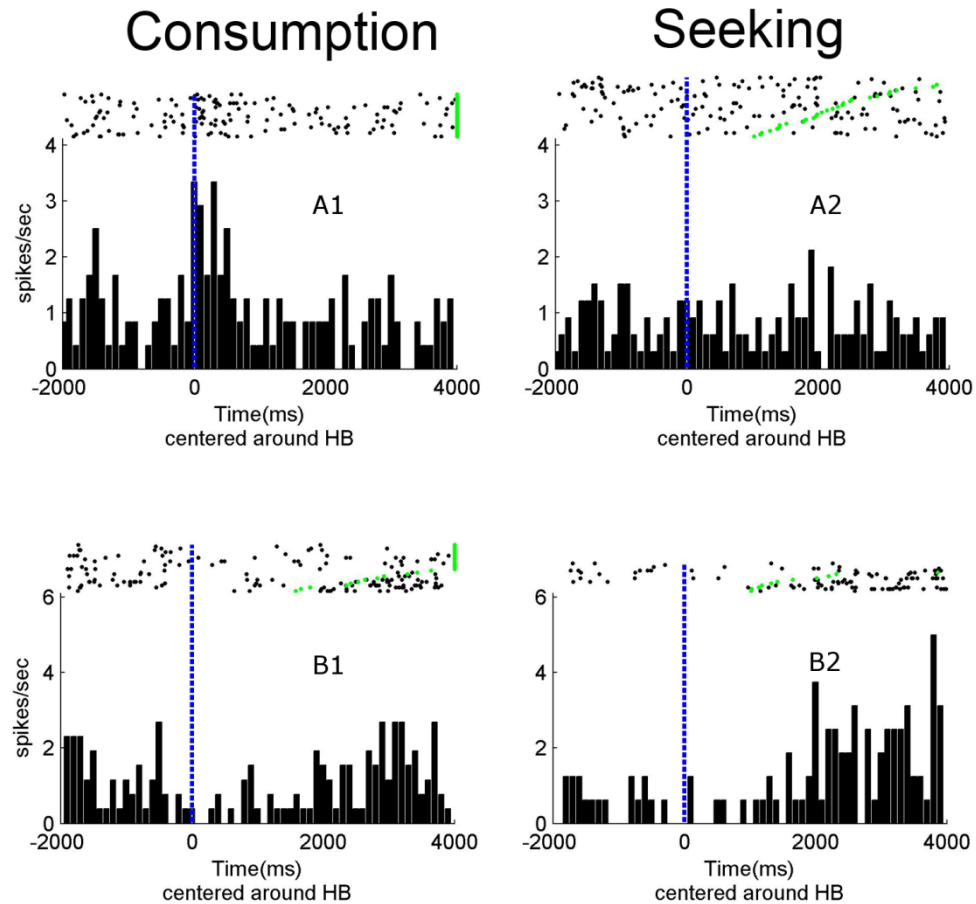 Consumption
Seeking
4
3
2
1
0
spikes/sec
A1
-2000
0
2000
4000
Time(ms)
centered around HB
4
3
2
1
0
A2
-2000
0
2000
4000
Time(ms)
centered around HB
6
4
2
0
spikes/sec
B1
-2000
0
2000
4000
Time(ms)
centered around HB
6
4
2
0
B2
-2000
0
2000
4000
Time(ms)
centered around HB